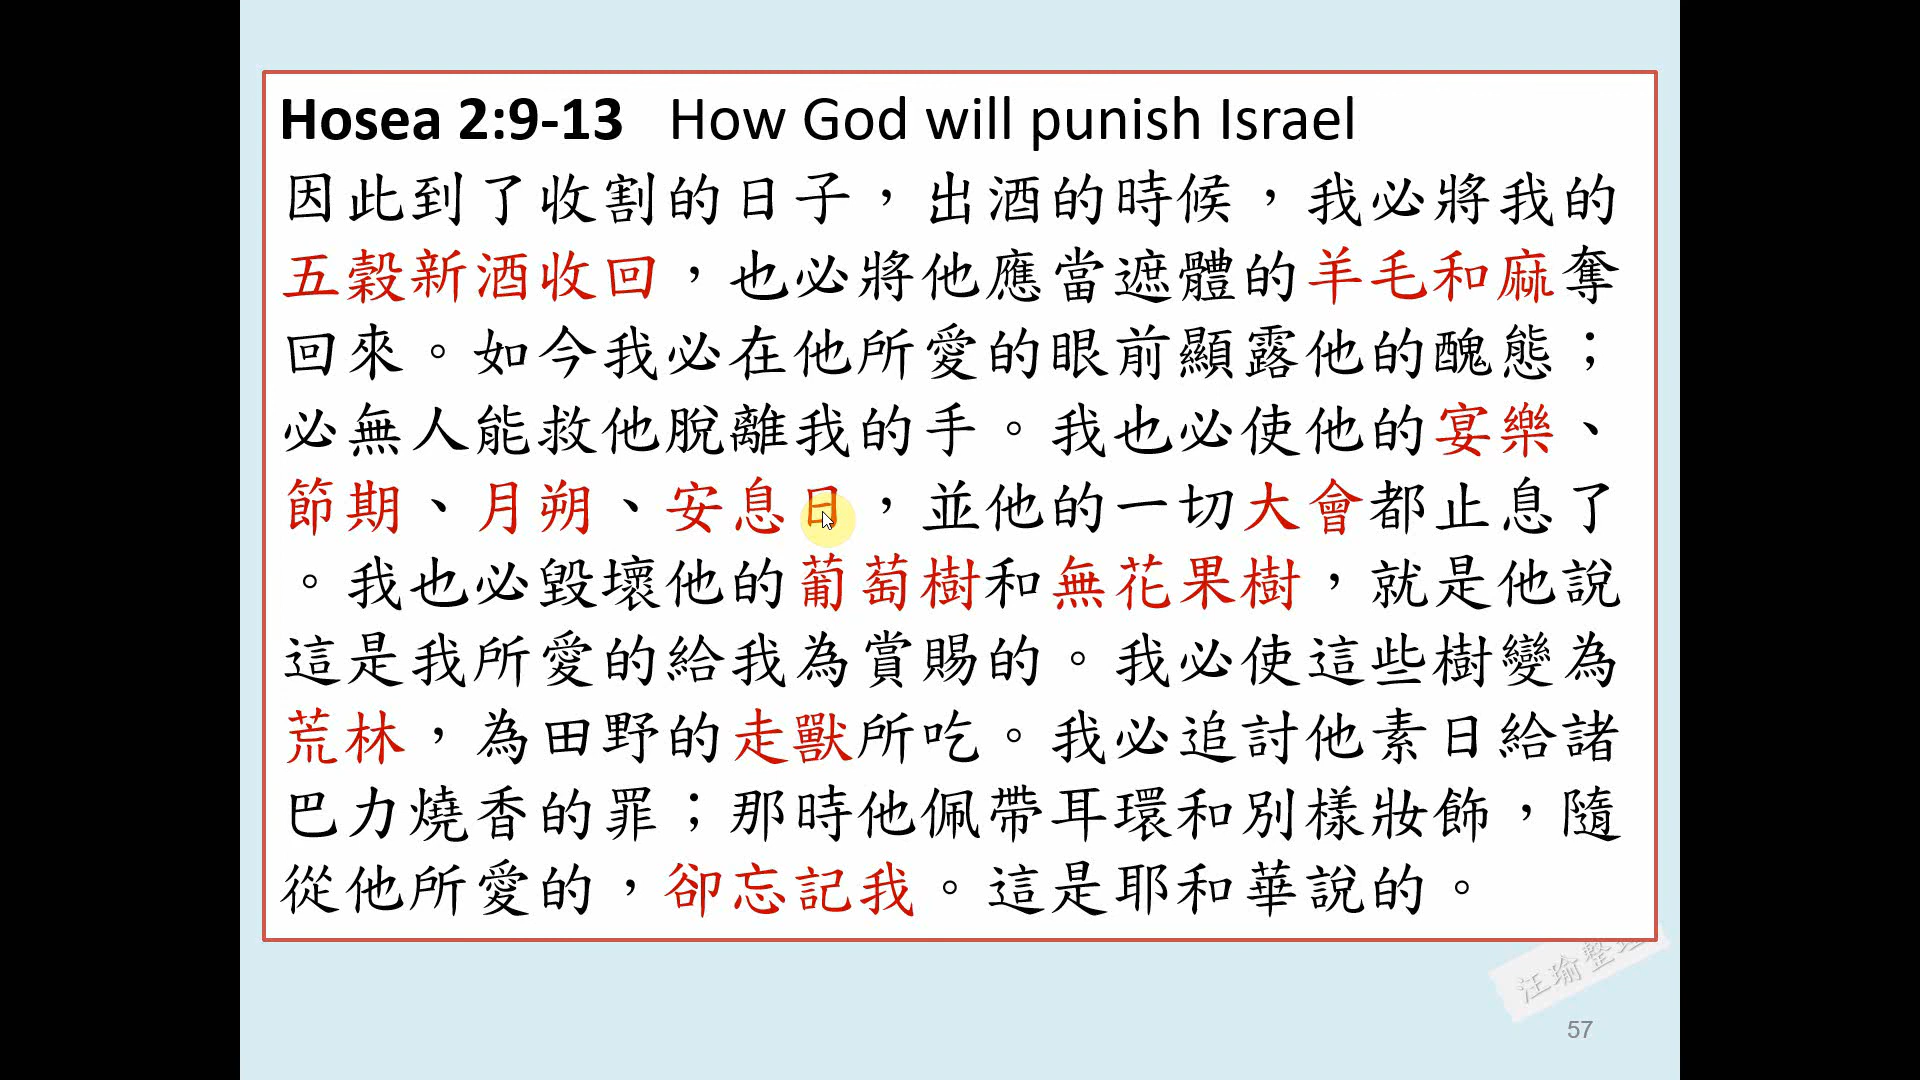 Hosea 2:9-13 How God will punish Israel
因此到了收割的日子，出酒的時候，我必將我的
五穀新酒收回，也必將他應當遮體的羊毛和麻奪
回來。如今我必在他所愛的眼前顯露他的醜態；
必無人能救他脫離我的手。我也必使他的宴樂、
節期、月朔、安息日，並他的一切大會都止息了
。我也必毀壞他的葡萄樹和無花果樹，就是他說
這是我所愛的給我為賞賜的。我必使這些樹變為
荒林，為田野的走獸所吃。我必追討他素日給諸
巴力燒香的罪；那時他佩帶耳環和別樣妝飾，隨
從他所愛的，卻忘記我。這是耶和華說的。
汪瑜整理
57